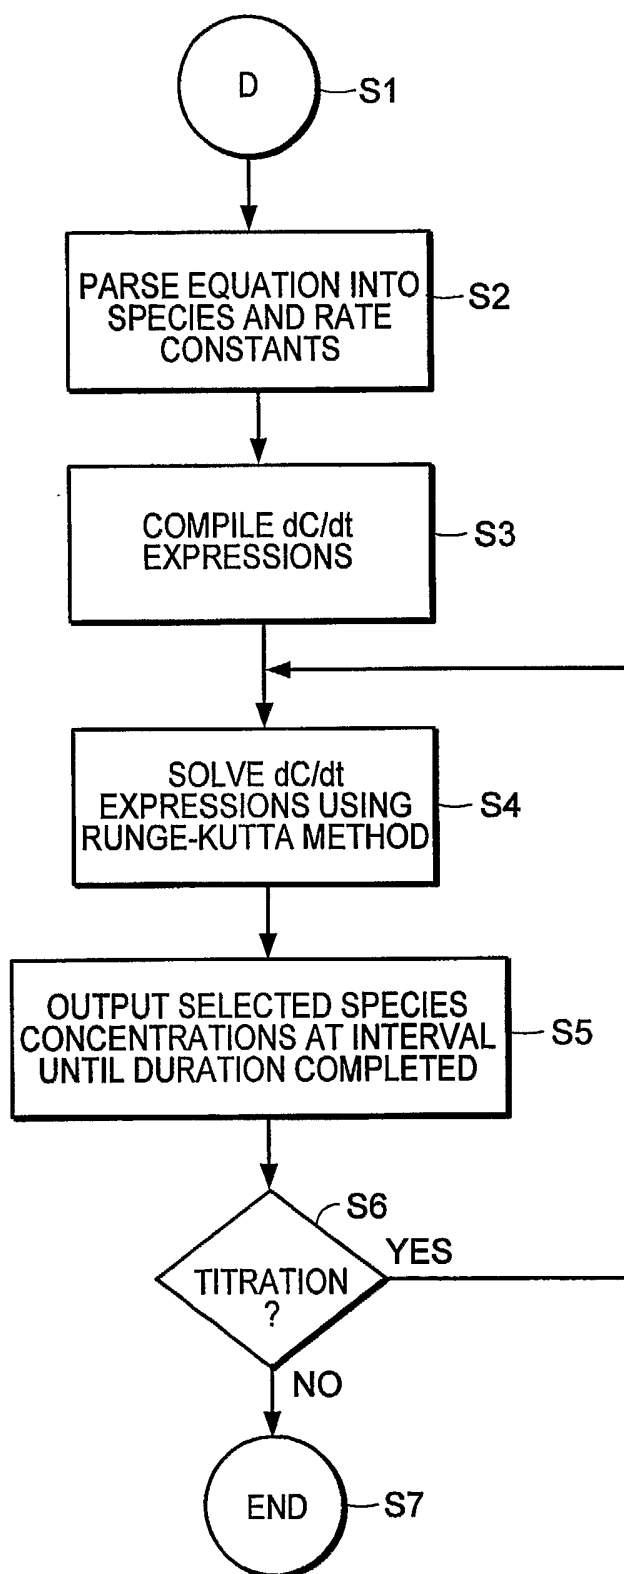 D
S1
PARSE EQUATION INTO
SPECIES AND RATE
CONSTANTS
S2
COMPILE dC/dt
EXPRESSIONS
S3
SOLVE dC/dt
EXPRESSIONS USING
RUNGE-KUTTA METHOD
S4
OUTPUT SELECTED SPECIES
CONCENTRATIONS AT INTERVAL
UNTIL DURATION COMPLETED
S5
S6
YES
TITRATION
?
NO
END
S7